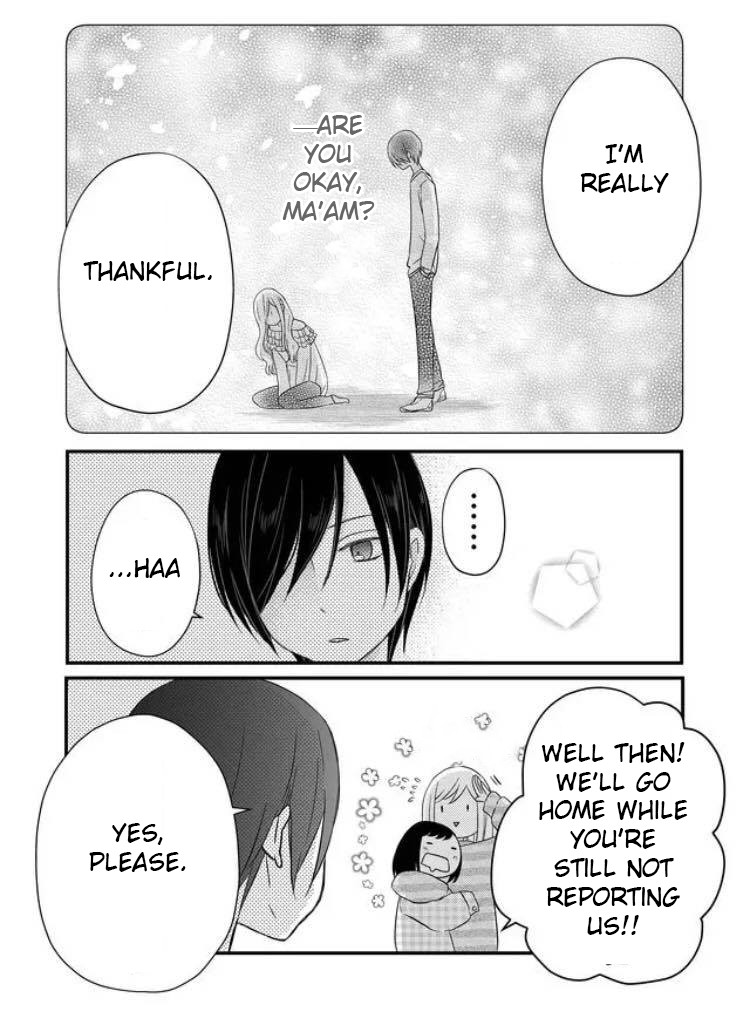 I'M
REALLY
—ARE
YOU
OKAY,
MA'AM?
THANKFUL.
.......
...HAA
WELL THEN!
WE'LL GO
HOME WHILE
YOU'RE
STILL NOT
REPORTING
US!!
YES,
PLEASE.